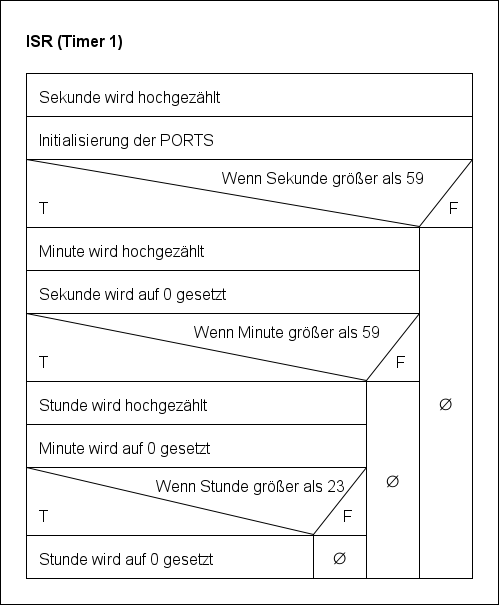 ISR (Timer 1)
Sekunde wird hochgezählt
Initialisierung der PORTS
Wenn Sekunde größer als 59
T F
Minute wird hochgezählt
Sekunde wird auf 0 gesetzt
Wenn Minute größer als 59
T F
Stunde wird hochgezählt
∅
Minute wird auf 0 gesetzt
∅
Wenn Stunde größer als 23
T F
Stunde wird auf 0 gesetzt
∅